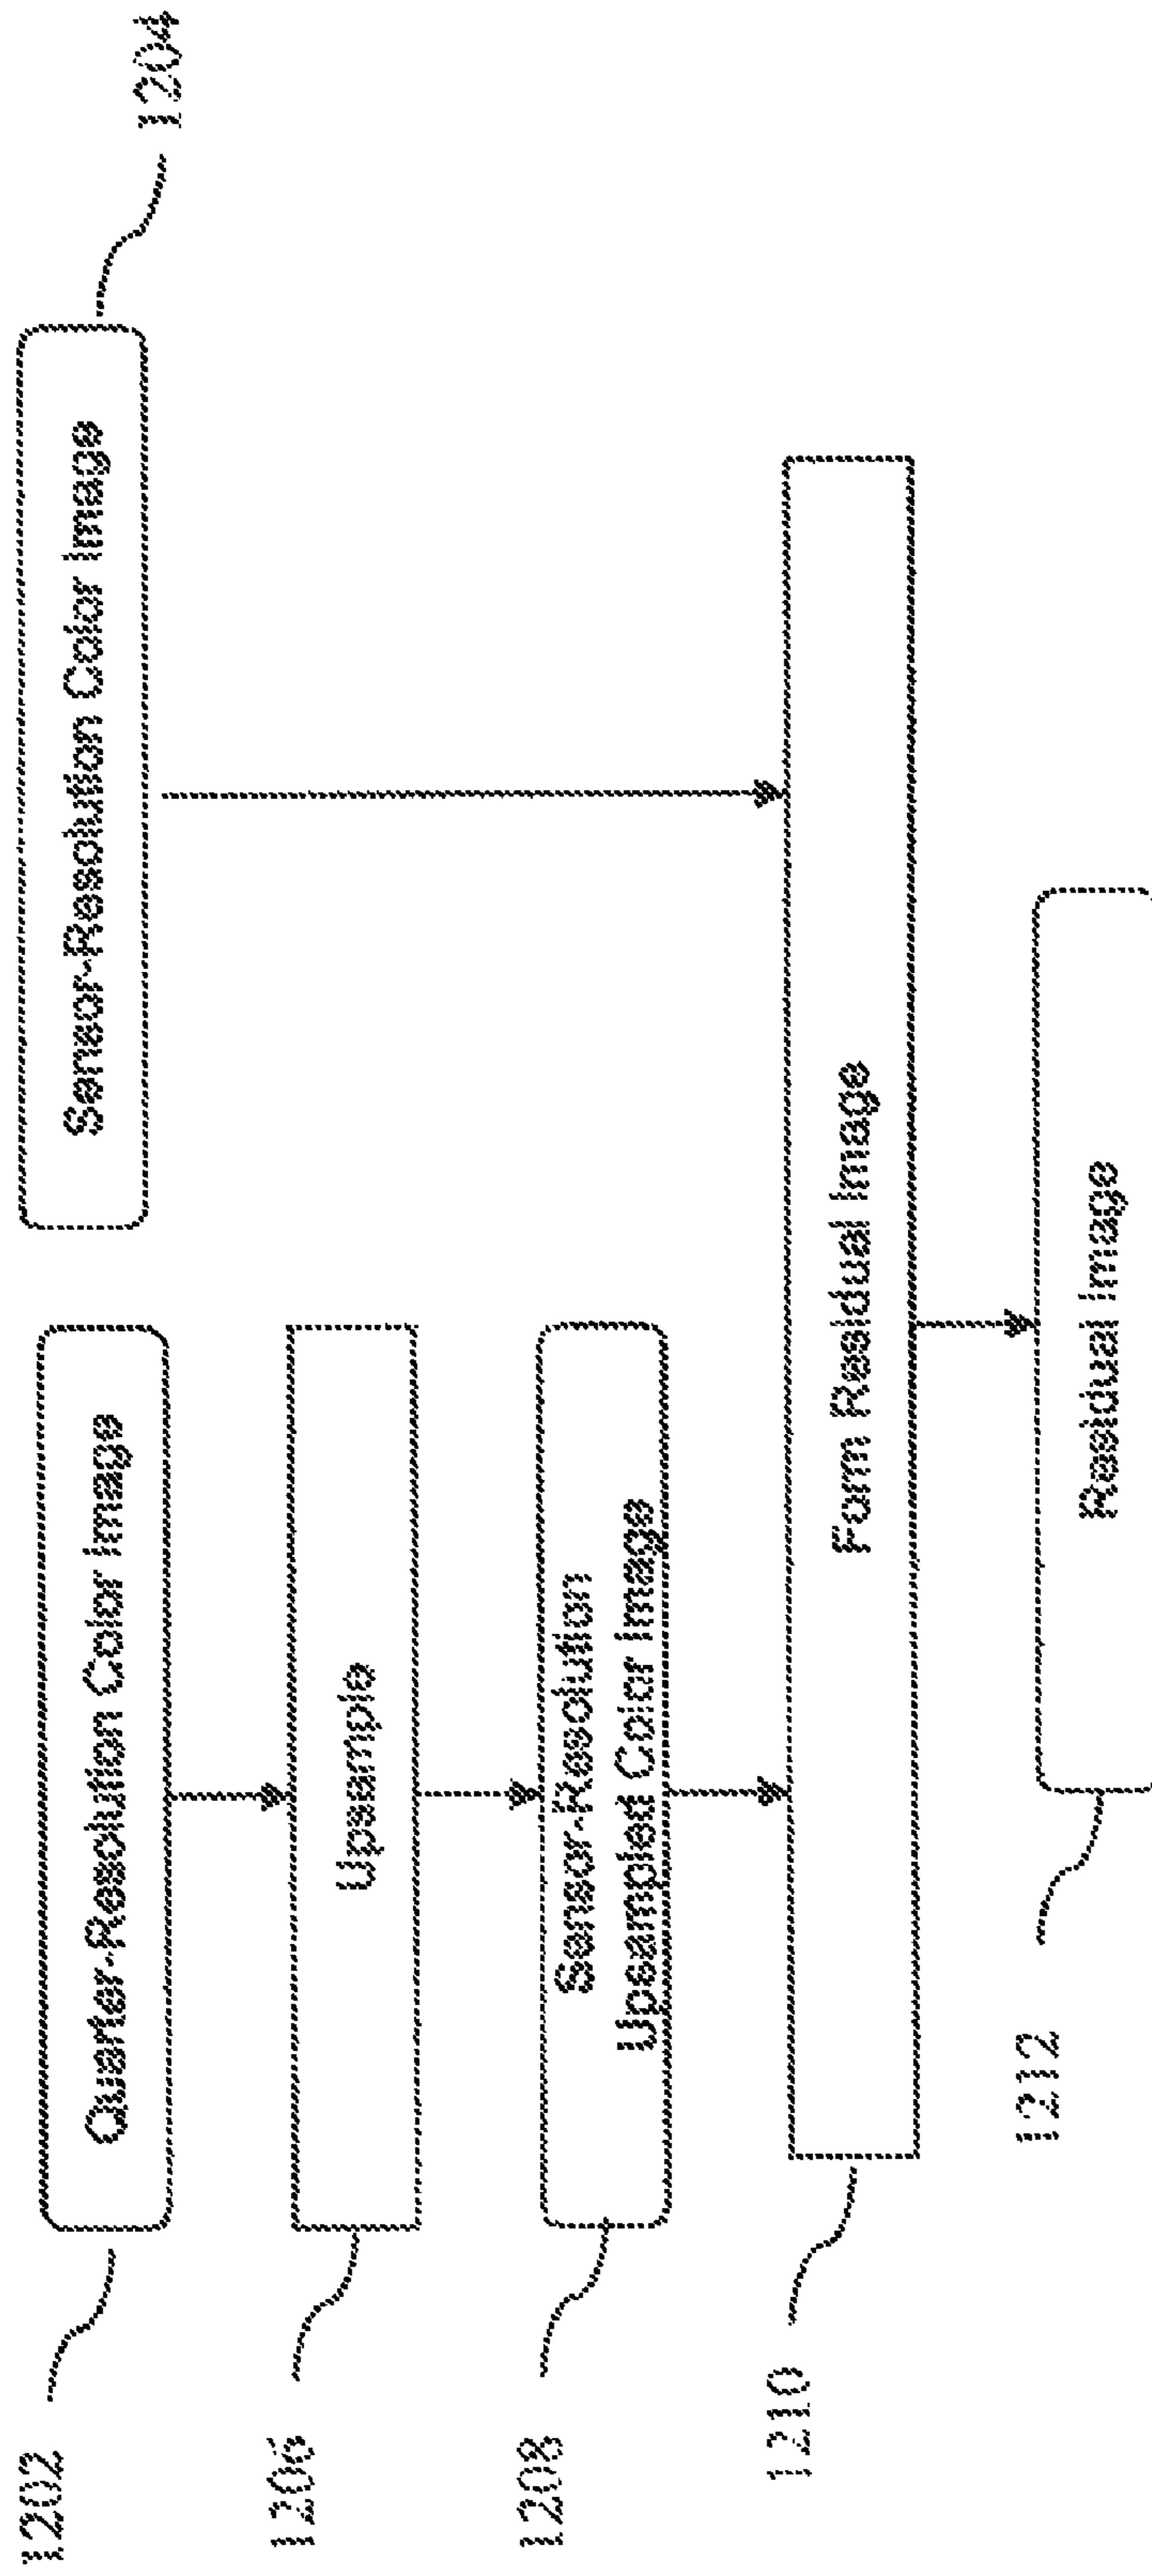 1202
Quarter-Resolution Color Image
Sensor-Resolution Color Image
1204
1206
Upsample
1208
Sensor-Resolution
Upsampled Color Image
1210
Form Residual Image
1212
Residual Image